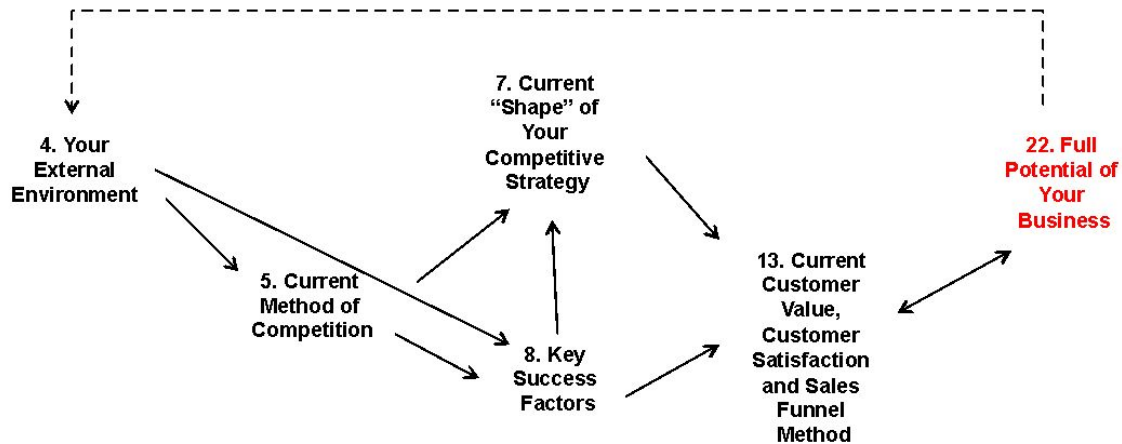 4. Your
External
Environment
5. Current
Method of
Competition
7. Current
“Shape” of
Your
Competitive
Strategy
8. Key
Success
Factors
13. Current
Customer
Value,
Customer
Satisfaction
and Sales
Funnel
Method
22. Full
Potential of
Your
Business